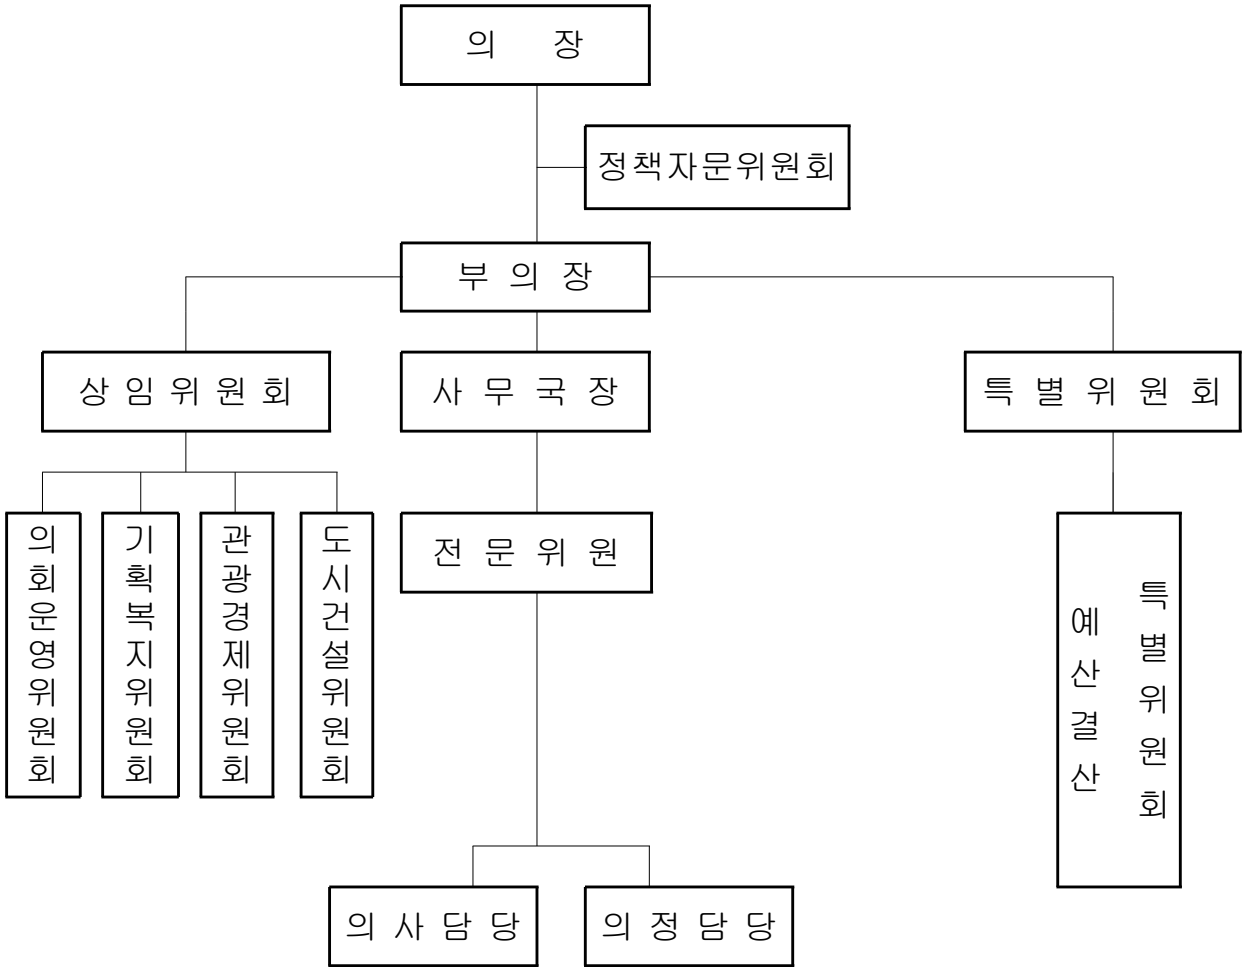 의 장
정책자문위원회
부 의 장
상 임 위 원 회
사 무 국 장
특 별 위 원 회
의회운영위원회
기획복지위원회
관광경제위원회
도시건설위원회
전 문 위 원
예산결산
특별위원회
의 사 담 당
의 정 담 당